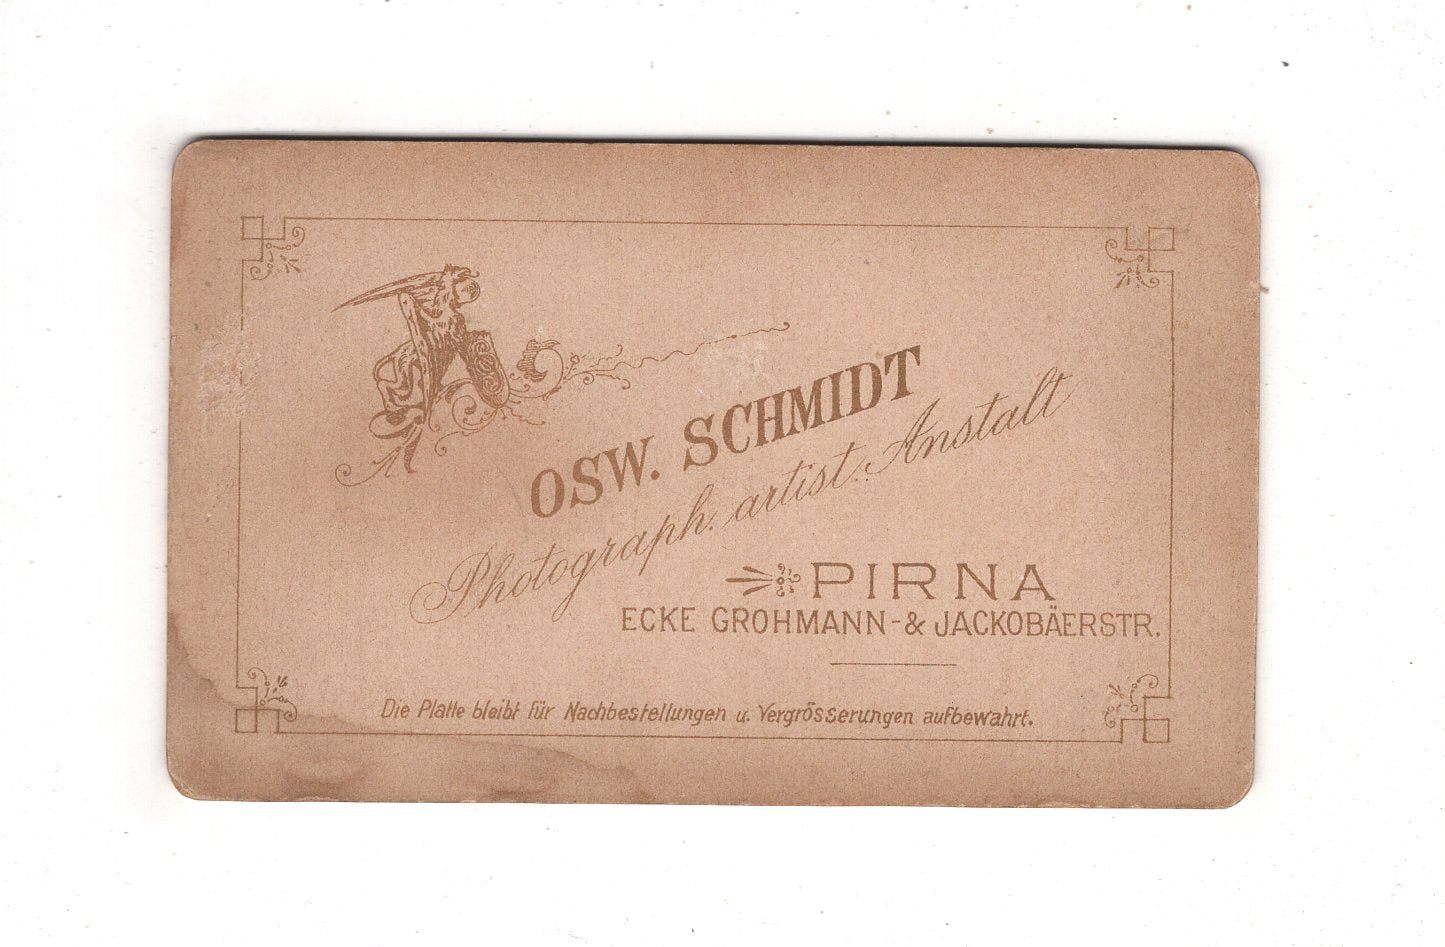 OSW. SCHMIDT
Photograph. artist. Anstalt
PIRNA
ECKE GROHMANN-& JACKOBÄERSTR.
Die Platte bleibt für Nachbestellungen u. Vergrösserungen aufbewahrt.